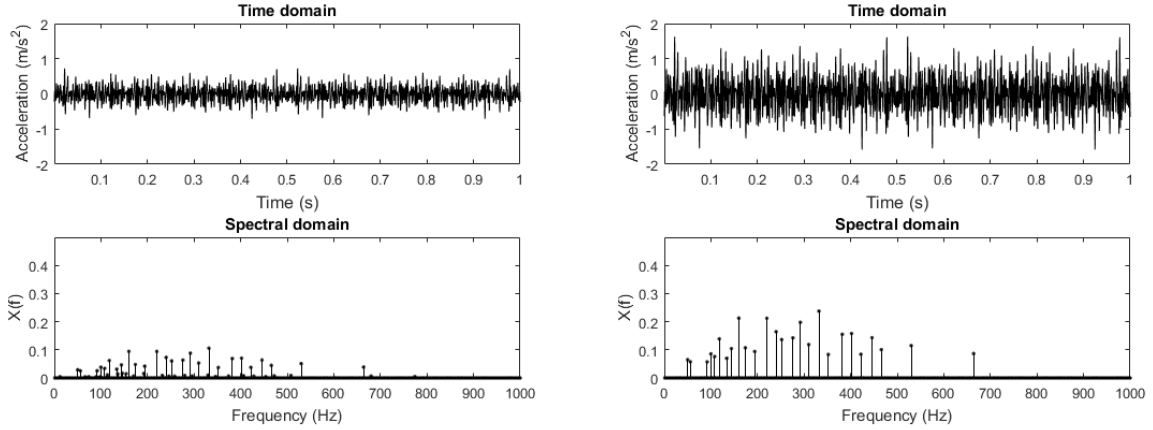 Time domain
Acceleration (m/s²)
2
1
0
-1
-2
0.1 0.2 0.3 0.4 0.5 0.6 0.7 0.8 0.9 1
Time (s)
Spectral domain
X(f)
0.4
0.3
0.2
0.1
0
0 100 200 300 400 500 600 700 800 900 1000
Frequency (Hz)
Time domain
Acceleration (m/s²)
2
1
0
-1
-2
0.1 0.2 0.3 0.4 0.5 0.6 0.7 0.8 0.9 1
Time (s)
Spectral domain
X(f)
0.4
0.3
0.2
0.1
0
0 100 200 300 400 500 600 700 800 900 1000
Frequency (Hz)